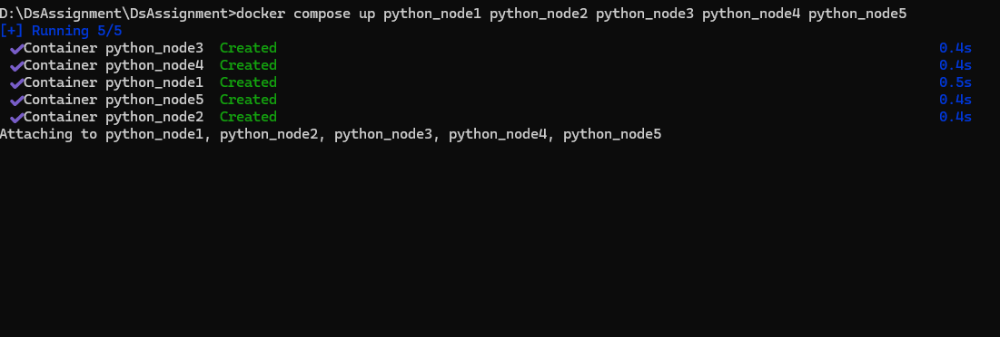 D:\DsAssignment\DsAssignment>docker compose up python_node1 python_node2 python_node3 python_node4 python_node5
[+] Running 5/5
✔Container python_node3 Created 0.4s
✔Container python_node4 Created 0.4s
✔Container python_node1 Created 0.5s
✔Container python_node5 Created 0.4s
✔Container python_node2 Created 0.4s
Attaching to python_node1, python_node2, python_node3, python_node4, python_node5